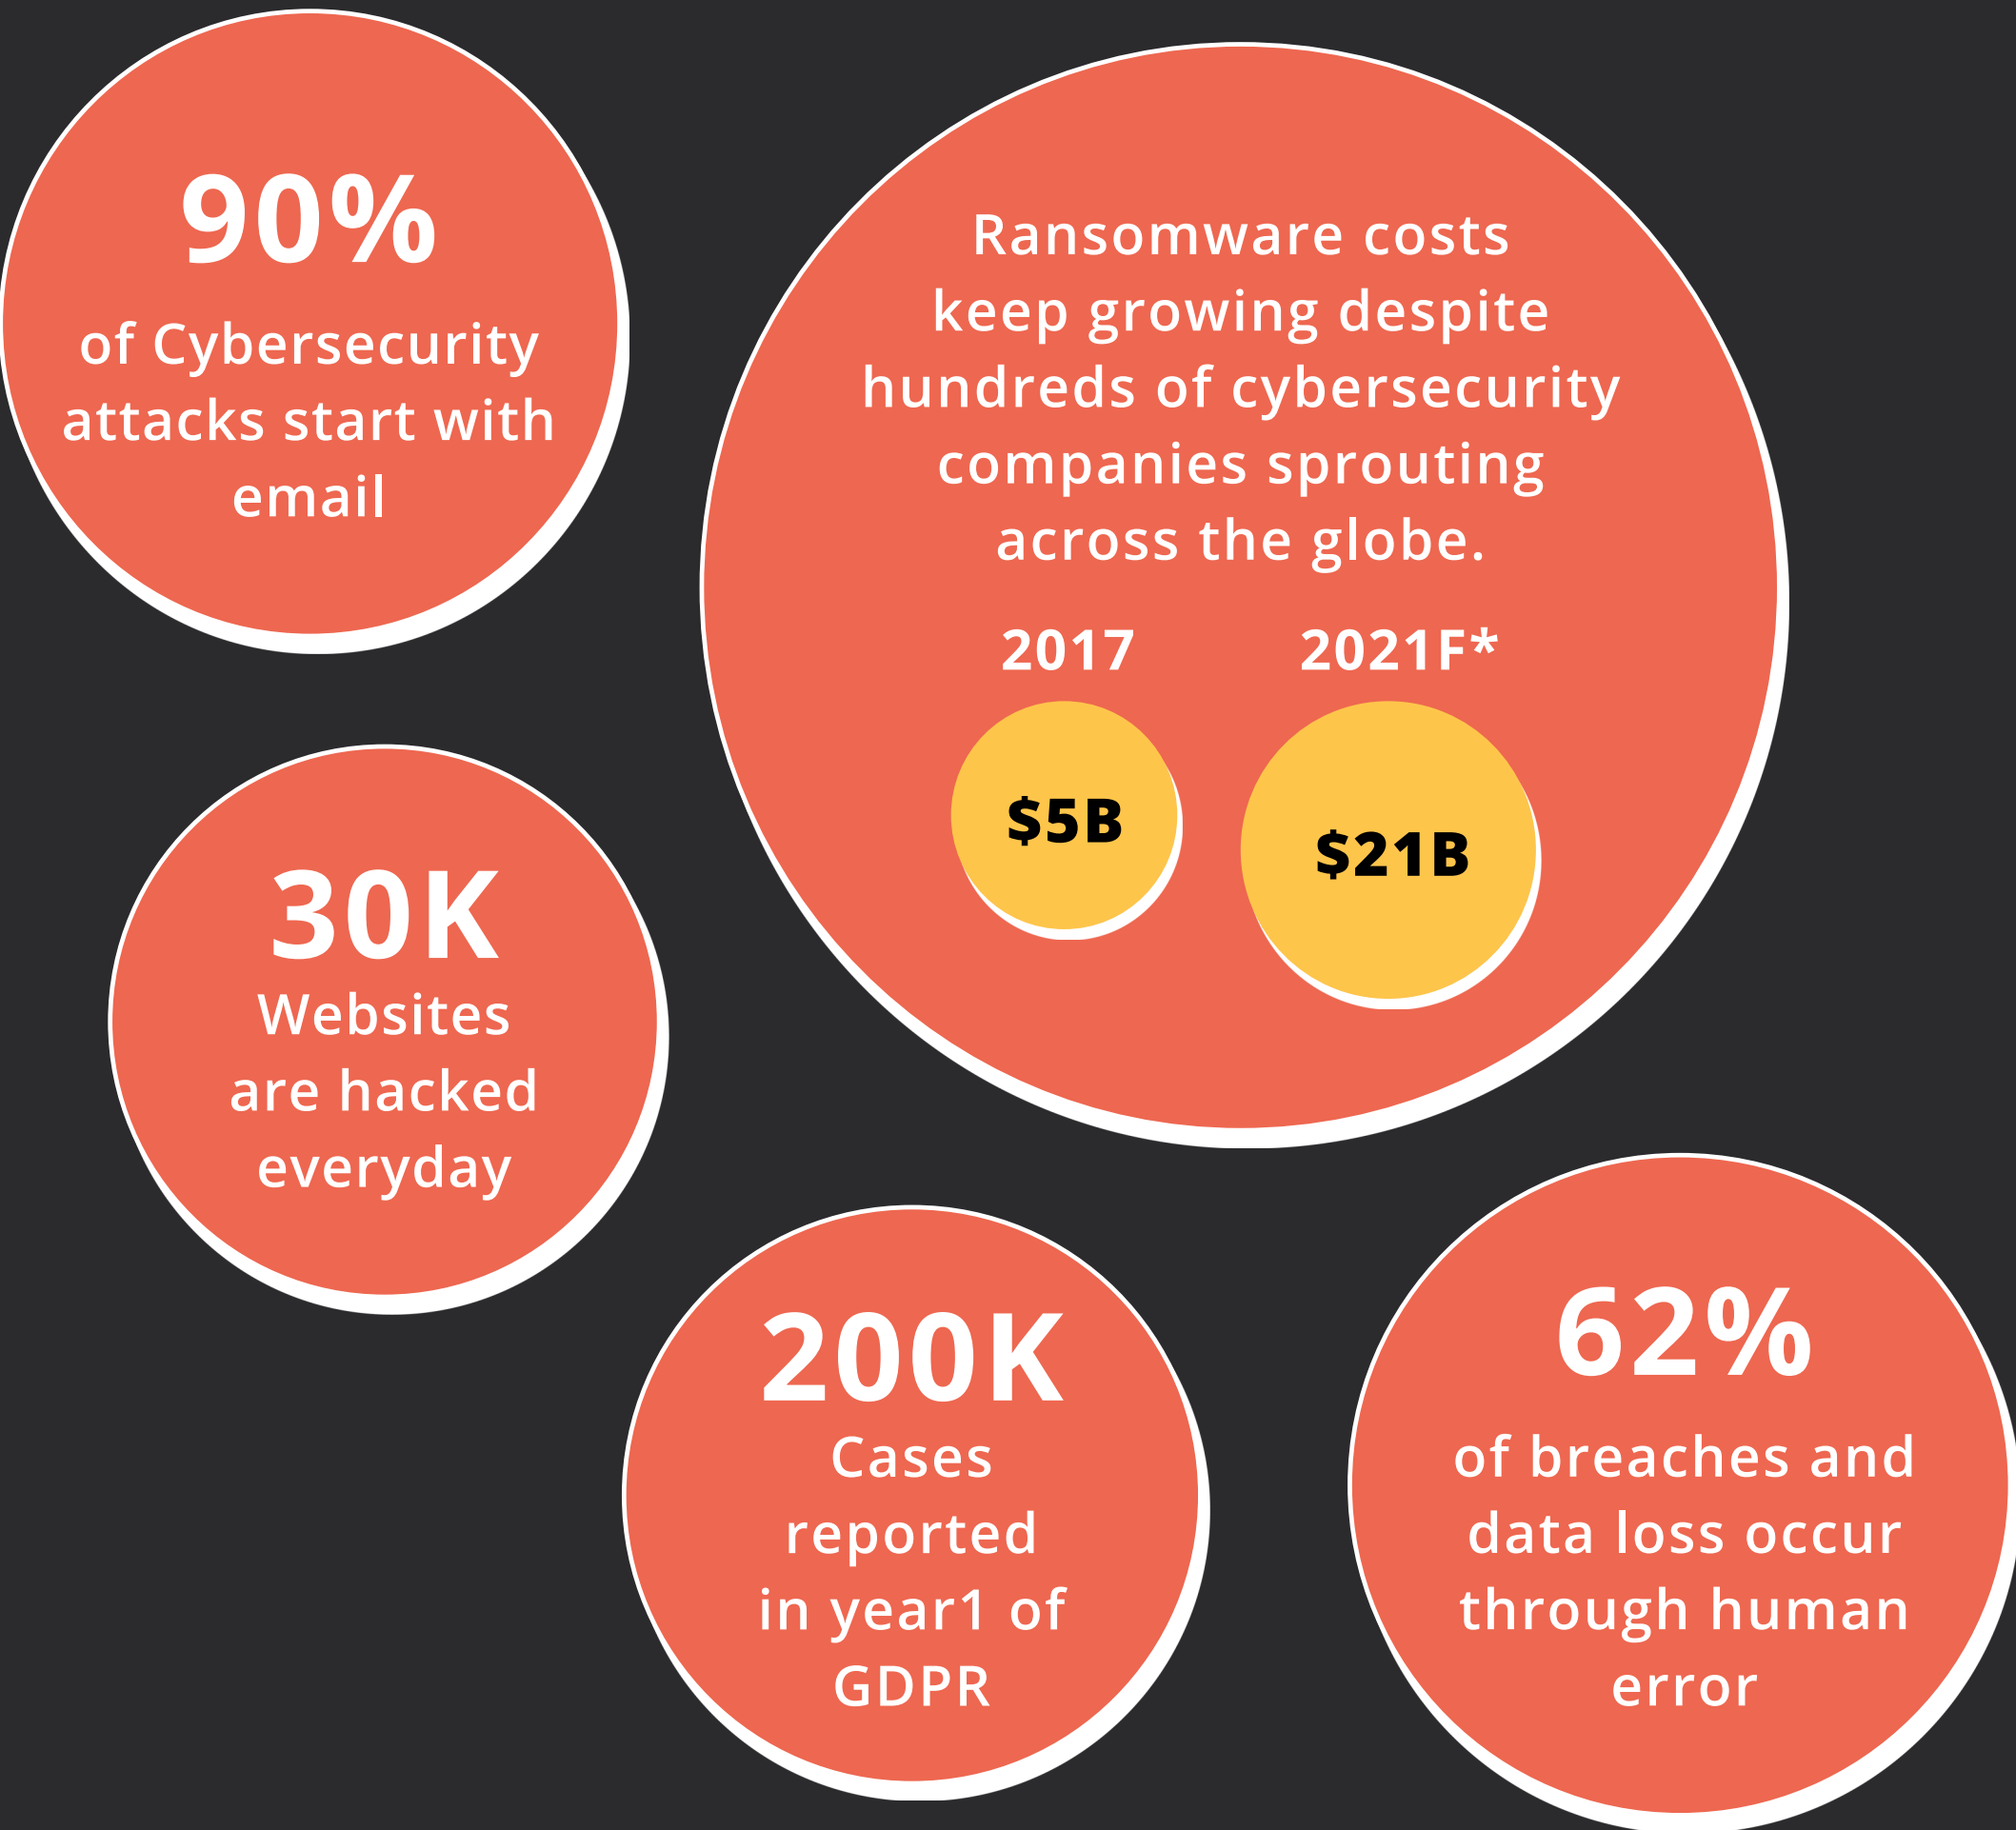 90%
of Cybersecurity
attacks start with
email
Ransomware costs
keep growing despite
hundreds of cybersecurity
companies sprouting
across the globe.
2017 2021F*
$5B $21B
30K
Websites
are hacked
everyday
200K
Cases
reported
in year1 of
GDPR
62%
of breaches and
data loss occur
through human
error